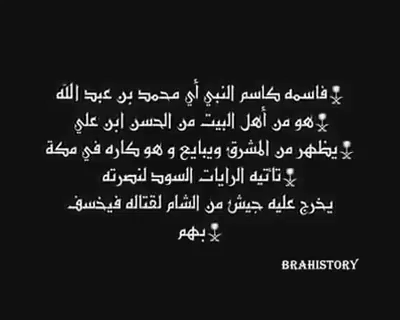 فاسمه كاسم النبي أي محمد بن عبد الله
هو من أهل البيت من الحسن ابن علي
يظهر من المشرق ويبايع و هو كاره في مكة
تأتيه الرايات السود لنصرته
يخرج عليه جيش من الشام لقتاله فيخسف
بهم
BRAHISTORY